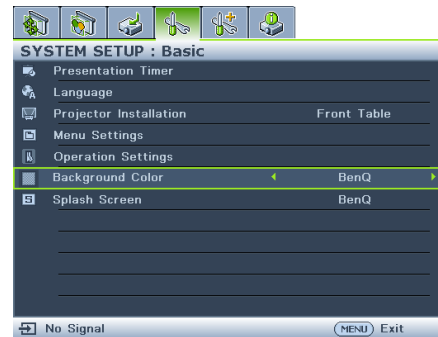 SYSTEM SETUP : Basic
Presentation Timer
Language
Projector Installation Front Table
Menu Settings
Operation Settings
Background Color BenQ
Splash Screen BenQ
No Signal MENU Exit